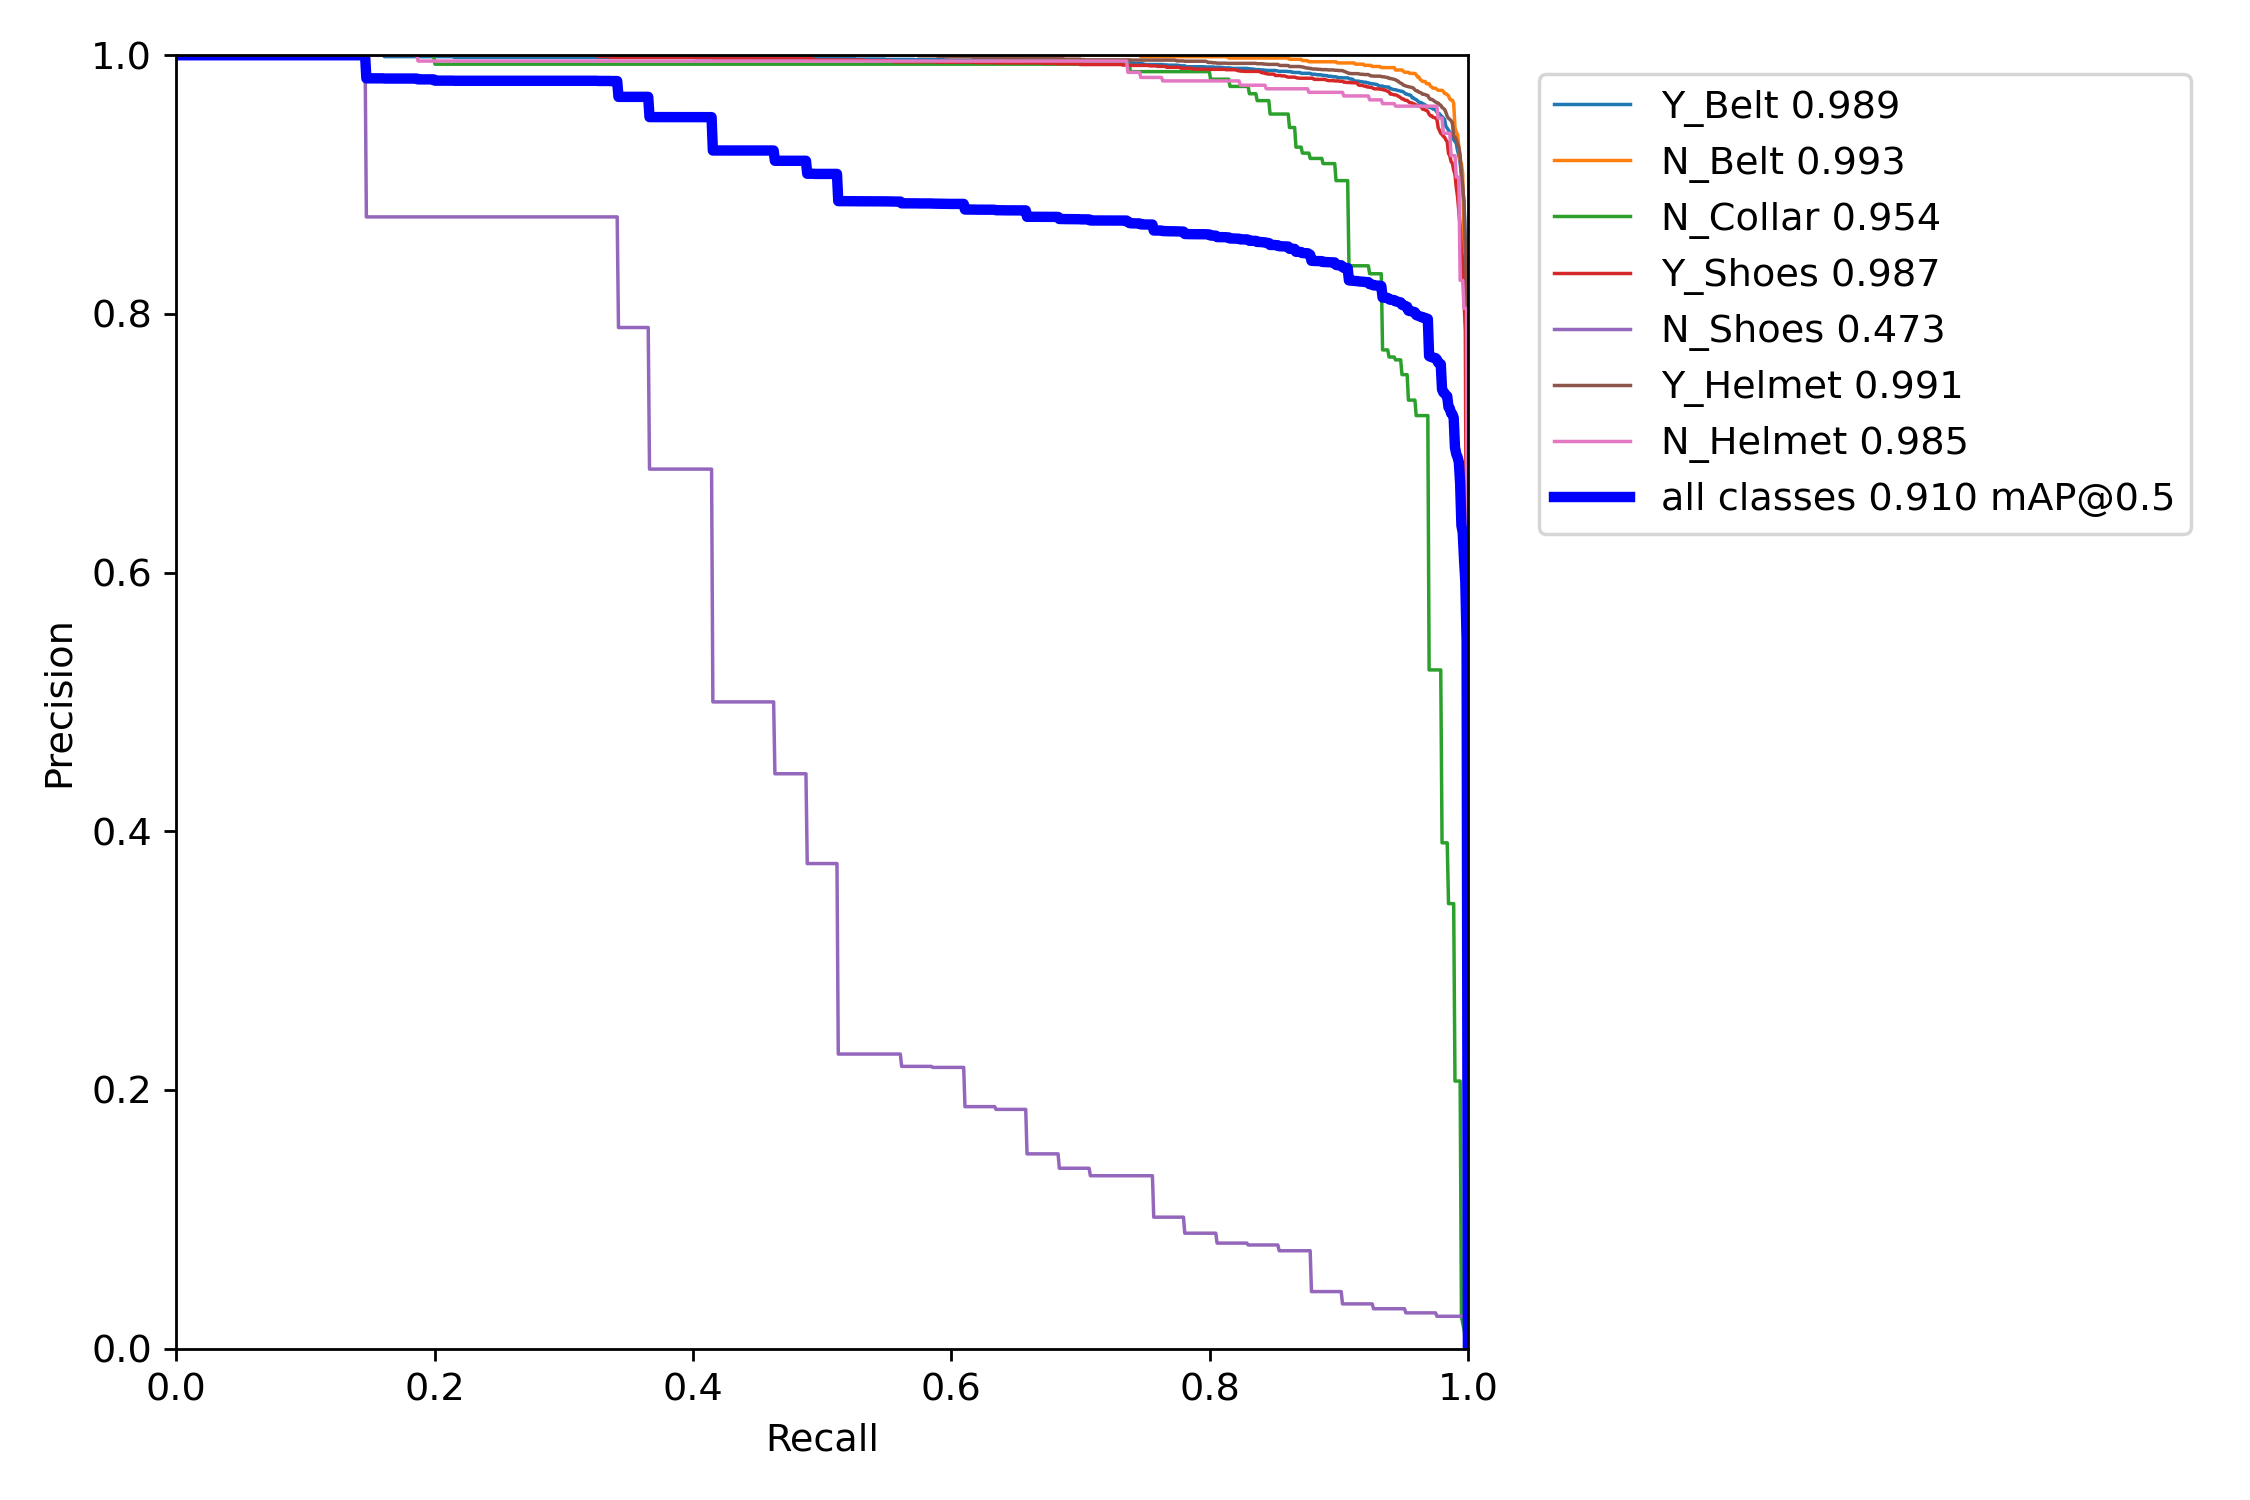 1.0
0.8
0.6
0.4
0.2
0.0
0.0 0.2 0.4 0.6 0.8 1.0
Precision
Recall
Y_Belt 0.989
N_Belt 0.993
N_Collar 0.954
Y_Shoes 0.987
N_Shoes 0.473
Y_Helmet 0.991
N_Helmet 0.985
all classes 0.910 mAP@0.5